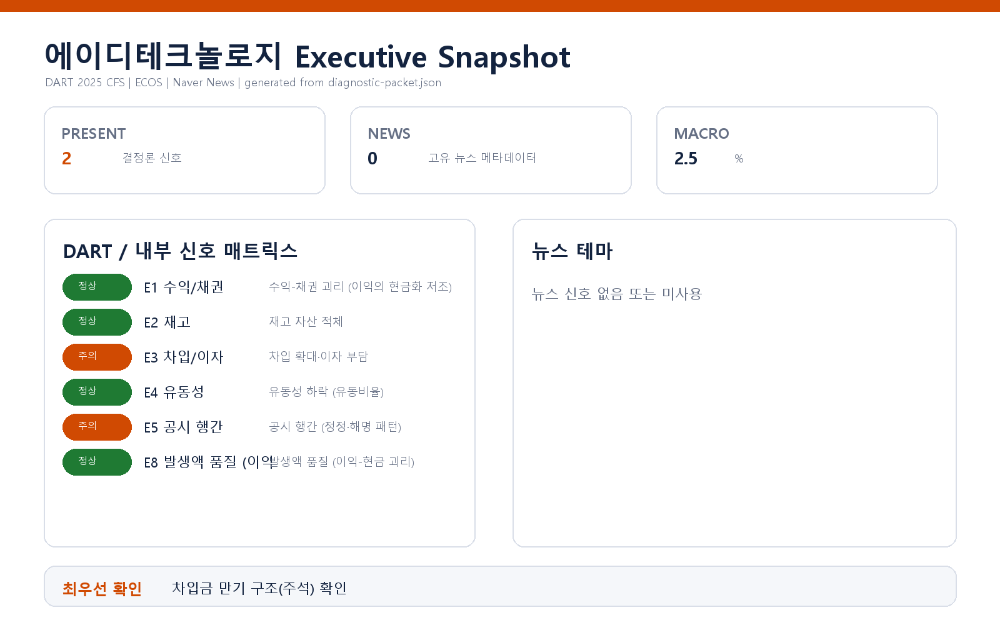 에이디테크놀로지 Executive Snapshot
DART 2025 CFS | ECOS | Naver News | generated from diagnostic-packet.json
PRESENT
2 결정론 신호
NEWS
0 고유 뉴스 메타데이터
MACRO
2.5 %
DART / 내부 신호 매트릭스
정상 E1 수익/채권 수익-채권 괴리 (이익의 현금화 저조)
정상 E2 재고 재고 자산 적체
주의 E3 차입/이자 차입 확대·이자 부담
정상 E4 유동성 유동성 하락 (유동비율)
주의 E5 공시 행간 공시 행간 (정정·해명 패턴)
정상 E8 발생액 품질 (이익 발생액 품질 (이익-현금 괴리)
뉴스 테마
뉴스 신호 없음 또는 미사용
최우선 확인 차입금 만기 구조(주석) 확인